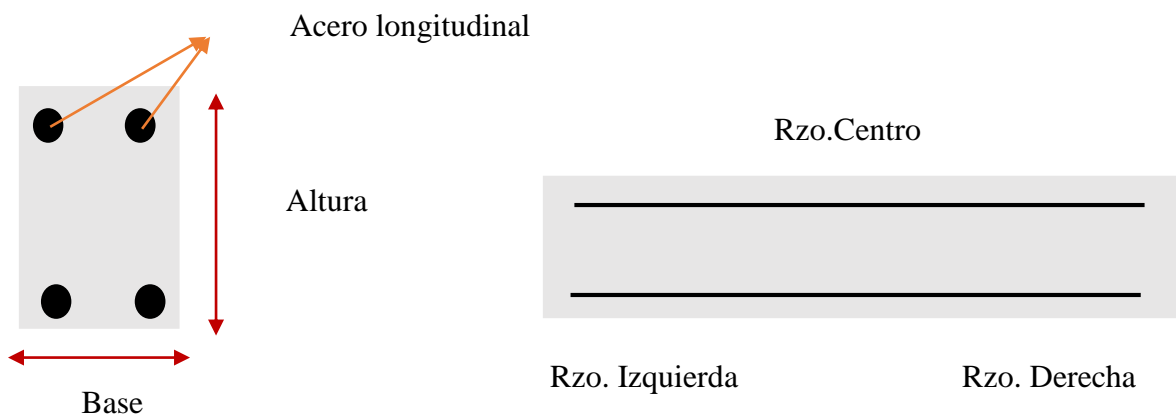 Acero longitudinal
Rzo.Centro
Altura
Rzo. Izquierda
Rzo. Derecha
Base